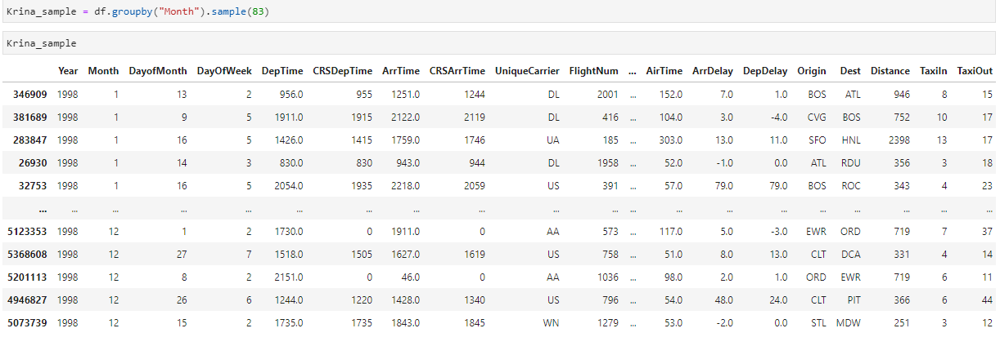 Krina_sample = df.groupby("Month").sample(83)
Krina_sample
Year Month DayofMonth DayOfWeek DepTime CRSDepTime ArrTime CRSArrTime UniqueCarrier FlightNum ... AirTime ArrDelay DepDelay Origin Dest Distance TaxiIn TaxiOut
346909 1998 1 13 2 956.0 955 1251.0 1244 DL 2001 ... 152.0 7.0 1.0 BOS ATL 946 8 15
381689 1998 1 9 5 1911.0 1915 2122.0 2119 DL 416 ... 104.0 3.0 -4.0 CVG BOS 752 10 17
283847 1998 1 16 5 1426.0 1415 1759.0 1746 UA 185 ... 303.0 13.0 11.0 SFO HNL 2398 13 17
26930 1998 1 14 3 830.0 830 943.0 944 DL 1958 ... 52.0 -1.0 0.0 ATL RDU 356 3 18
32753 1998 1 16 5 2054.0 1935 2218.0 2059 US 391 ... 57.0 79.0 79.0 BOS ROC 343 4 23
... ... ... ... ... ... ... ... ... ... ... ... ... ... ... ... ... ... ... ...
5123353 1998 12 1 2 1730.0 0 1911.0 0 AA 573 ... 117.0 5.0 -3.0 EWR ORD 719 7 37
5368608 1998 12 27 7 1518.0 1505 1627.0 1619 US 758 ... 51.0 8.0 13.0 CLT DCA 331 4 14
5201113 1998 12 8 2 2151.0 0 46.0 0 AA 1036 ... 98.0 2.0 1.0 ORD EWR 719 6 11
4946827 1998 12 26 6 1244.0 1220 1428.0 1340 US 796 ... 54.0 48.0 24.0 CLT PIT 366 6 44
5073739 1998 12 15 2 1735.0 1735 1843.0 1845 WN 1279 ... 53.0 -2.0 0.0 STL MDW 251 3 12